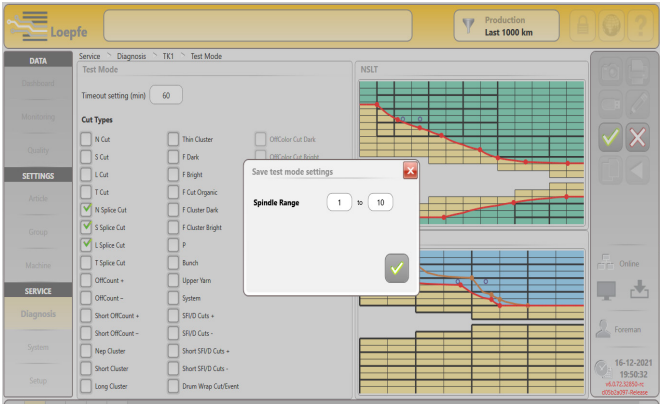 Loepfe
Production
Last 1000 km
DATA
Dashboard
Monitoring
Quality
SETTINGS
Article
Group
Machine
SERVICE
Diagnosis
System
Setup
Service Diagnosis TK1 Test Mode
Test Mode
Timeout setting (min) 60
Cut Types
N Cut
S Cut
L Cut
T Cut
N Splice Cut
S Splice Cut
L Splice Cut
T Splice Cut
OffCount +
OffCount −
Short OffCount +
Short OffCount −
Nep Cluster
Short Cluster
Long Cluster
Thin Cluster
F Dark
F Bright
F Cut Organic
F Cluster Dark
F Cluster Bright
P
Bunch
Upper Yarn
System
SFI/D Cuts +
SFI/D Cuts -
Short SFI/D Cuts +
Short SFI/D Cuts -
Drum Wrap Cut/Event
OffColor Cut Dark
OffColor Cut Bright
NSLT
Save test mode settings
Spindle Range 1 to 10
Online
Foreman
16-12-2021
19:50:32